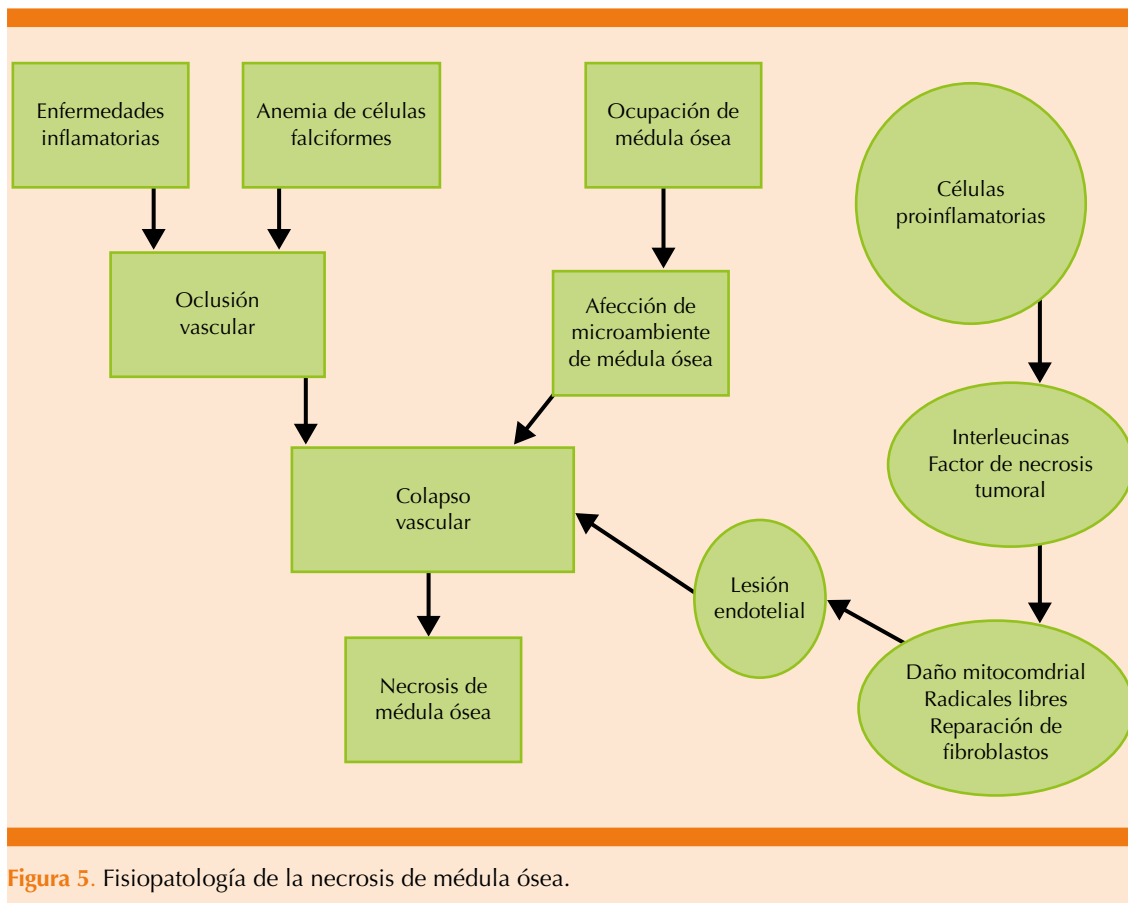 Enfermedades
inflamatorias
Anemia de células
falciformes
Ocupación de
médula ósea
Células
proinflamatorias
Oclusión
vascular
Afección de
microambiente
de médula ósea
Interleucinas
Factor de necrosis
tumoral
Colapso
vascular
Lesión
endotelial
Daño mitocomdrial
Radicales libres
Reparación de
fibroblastos
Necrosis de
médula ósea
Figura 5. Fisiopatología de la necrosis de médula ósea.